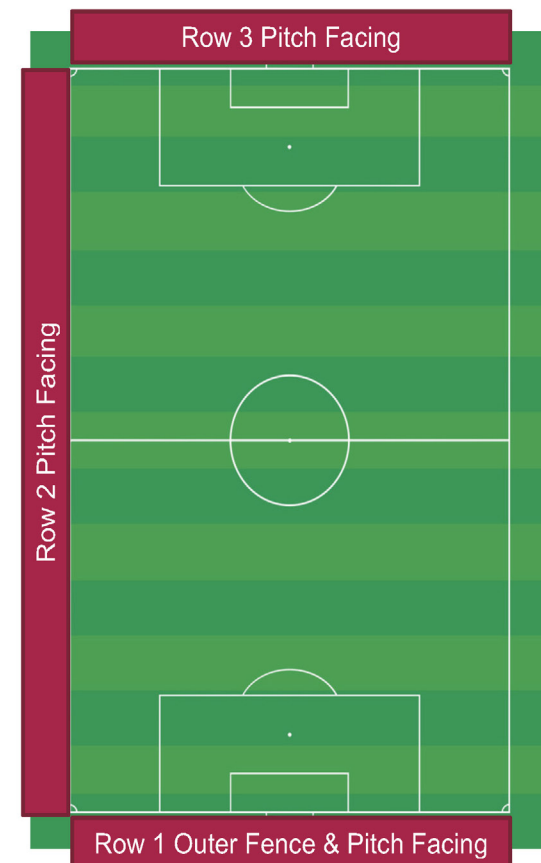 Row 3 Pitch Facing
Row 2 Pitch Facing
Row 1 Outer Fence & Pitch Facing